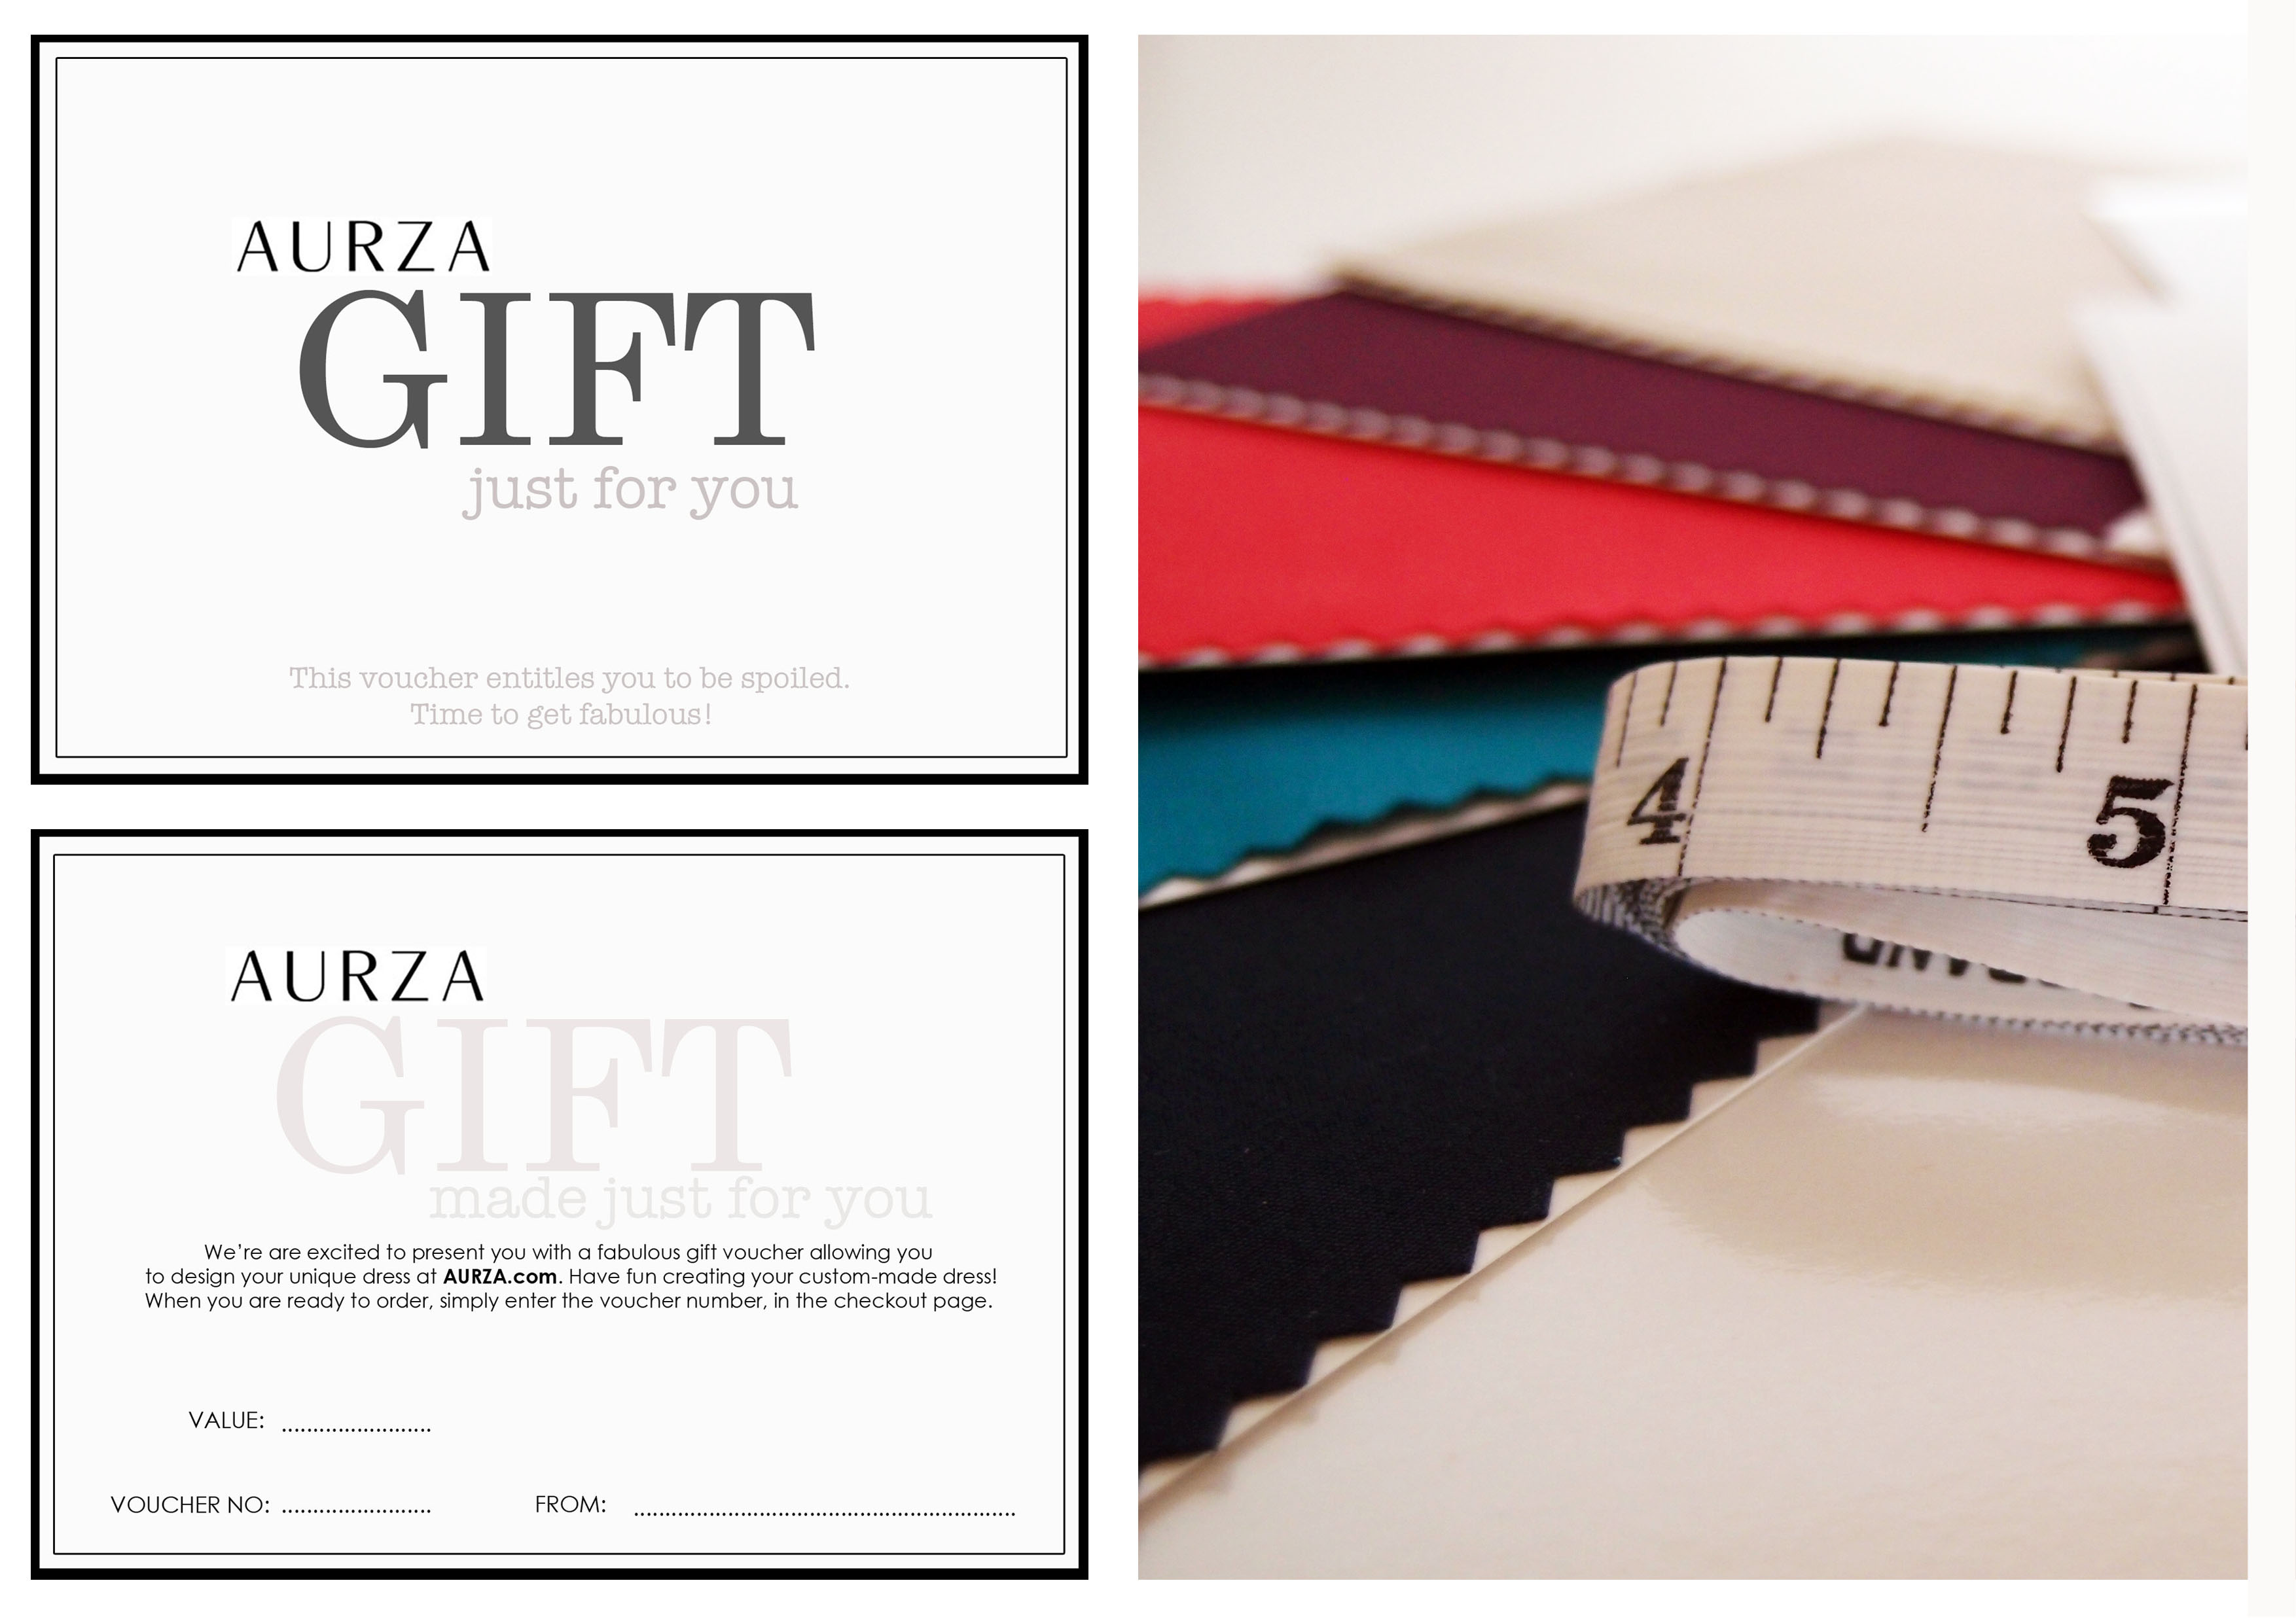 AURZA
GIFT
just for you
This voucher entitles you to be spoiled.
Time to get fabulous!
AURZA
GIFT
made just for you
We're are excited to present you with a fabulous gift voucher allowing you
to design your unique dress at AURZA.com. Have fun creating your custom-made dress!
When you are ready to order, simply enter the voucher number, in the checkout page.
VALUE: ........................
VOUCHER NO: ........................
FROM: .............................................................
4 5